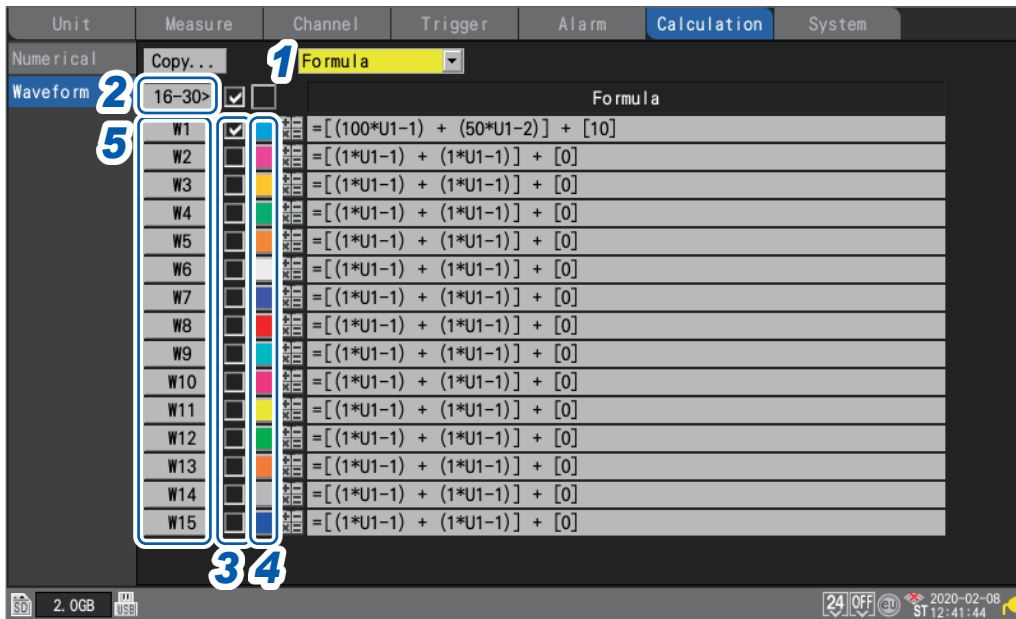 Unit Measure Channel Trigger Alarm Calculation System
Numerical Copy... 1 Formula
Waveform 2 16-30> Formula
5 W1 =[(100*U1-1) + (50*U1-2)] + [10]
W2 =[(1*U1-1) + (1*U1-1)] + [0]
W3 =[(1*U1-1) + (1*U1-1)] + [0]
W4 =[(1*U1-1) + (1*U1-1)] + [0]
W5 =[(1*U1-1) + (1*U1-1)] + [0]
W6 =[(1*U1-1) + (1*U1-1)] + [0]
W7 =[(1*U1-1) + (1*U1-1)] + [0]
W8 =[(1*U1-1) + (1*U1-1)] + [0]
W9 =[(1*U1-1) + (1*U1-1)] + [0]
W10 =[(1*U1-1) + (1*U1-1)] + [0]
W11 =[(1*U1-1) + (1*U1-1)] + [0]
W12 =[(1*U1-1) + (1*U1-1)] + [0]
W13 =[(1*U1-1) + (1*U1-1)] + [0]
W14 =[(1*U1-1) + (1*U1-1)] + [0]
W15 =[(1*U1-1) + (1*U1-1)] + [0]
3 4
SD 2.0GB USB 24 OFF eu 2020-02-08
ST 12:41:44